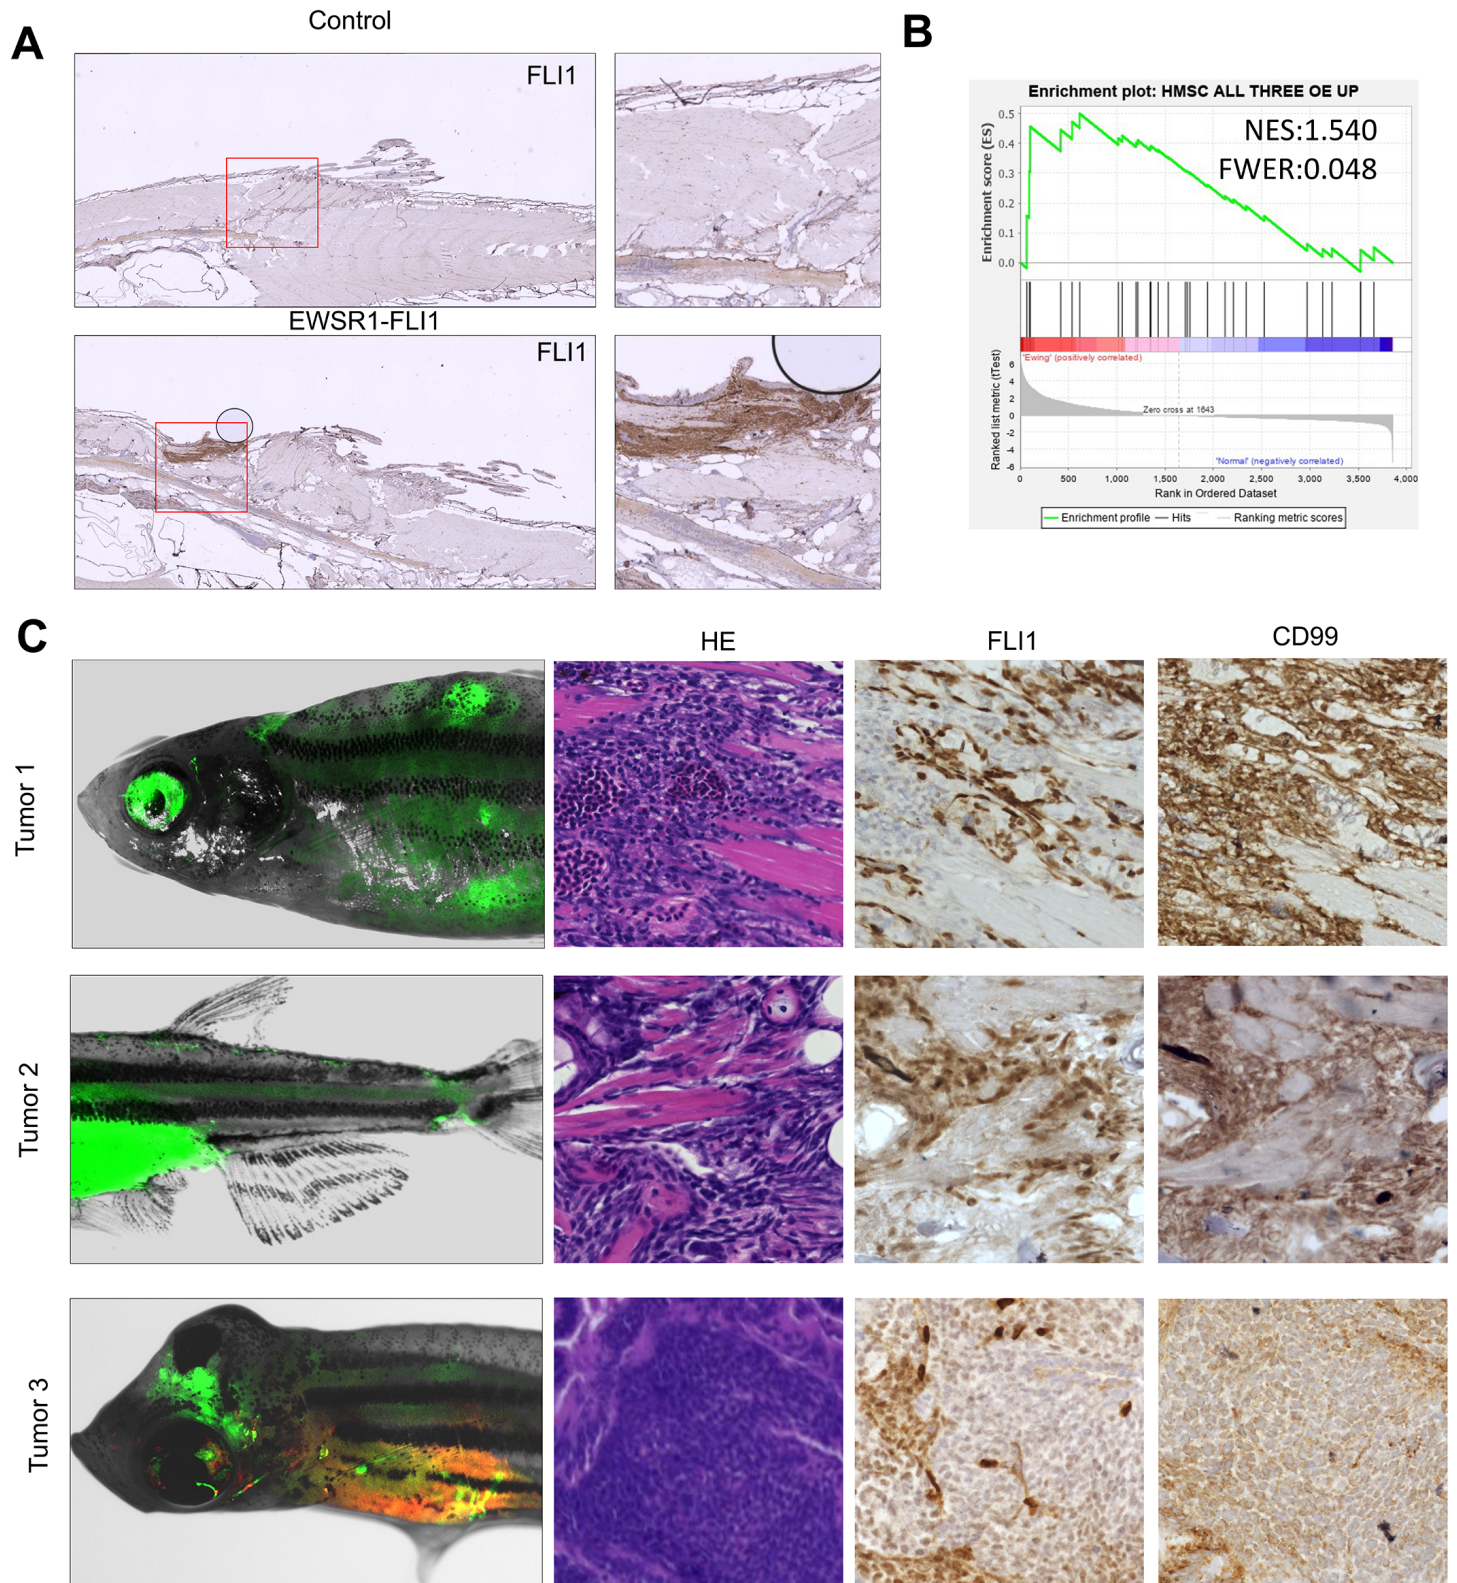 A
Control
FLI1
EWSR1-FLI1
FLI1
B
Enrichment plot: HMSC ALL THREE OE UP
NES:1.540
FWER:0.048
Enrichment score (ES)
0.5
0.4
0.3
0.2
0.1
0.0
'Ewing' (positively correlated)
Ranked list metric (tTest)
6
4
2
0
-2
-4
-6
Zero cross at 1643
'Normal' (negatively correlated)
0 500 1,000 1,500 2,000 2,500 3,000 3,500 4,000
Rank in Ordered Dataset
Enrichment profile Hits Ranking metric scores
C
HE FLI1 CD99
Tumor 1
Tumor 2
Tumor 3